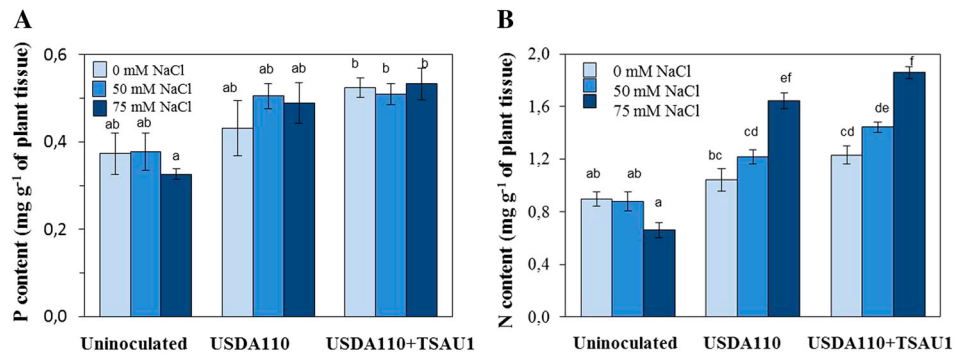 A
P content (mg g-1 of plant tissue)
0,6
0,4
0,2
0,0
0 mM NaCl
50 mM NaCl
75 mM NaCl
ab
ab
a
ab
ab
ab
b
b
b
Uninoculated
USDA110
USDA110+TSAU1
B
N content (mg g-1 of plant tissue)
2,0
1,6
1,2
0,8
0,4
0,0
0 mM NaCl
50 mM NaCl
75 mM NaCl
ab
ab
a
bc
cd
ef
cd
de
f
Uninoculated
USDA110
USDA110+TSAU1